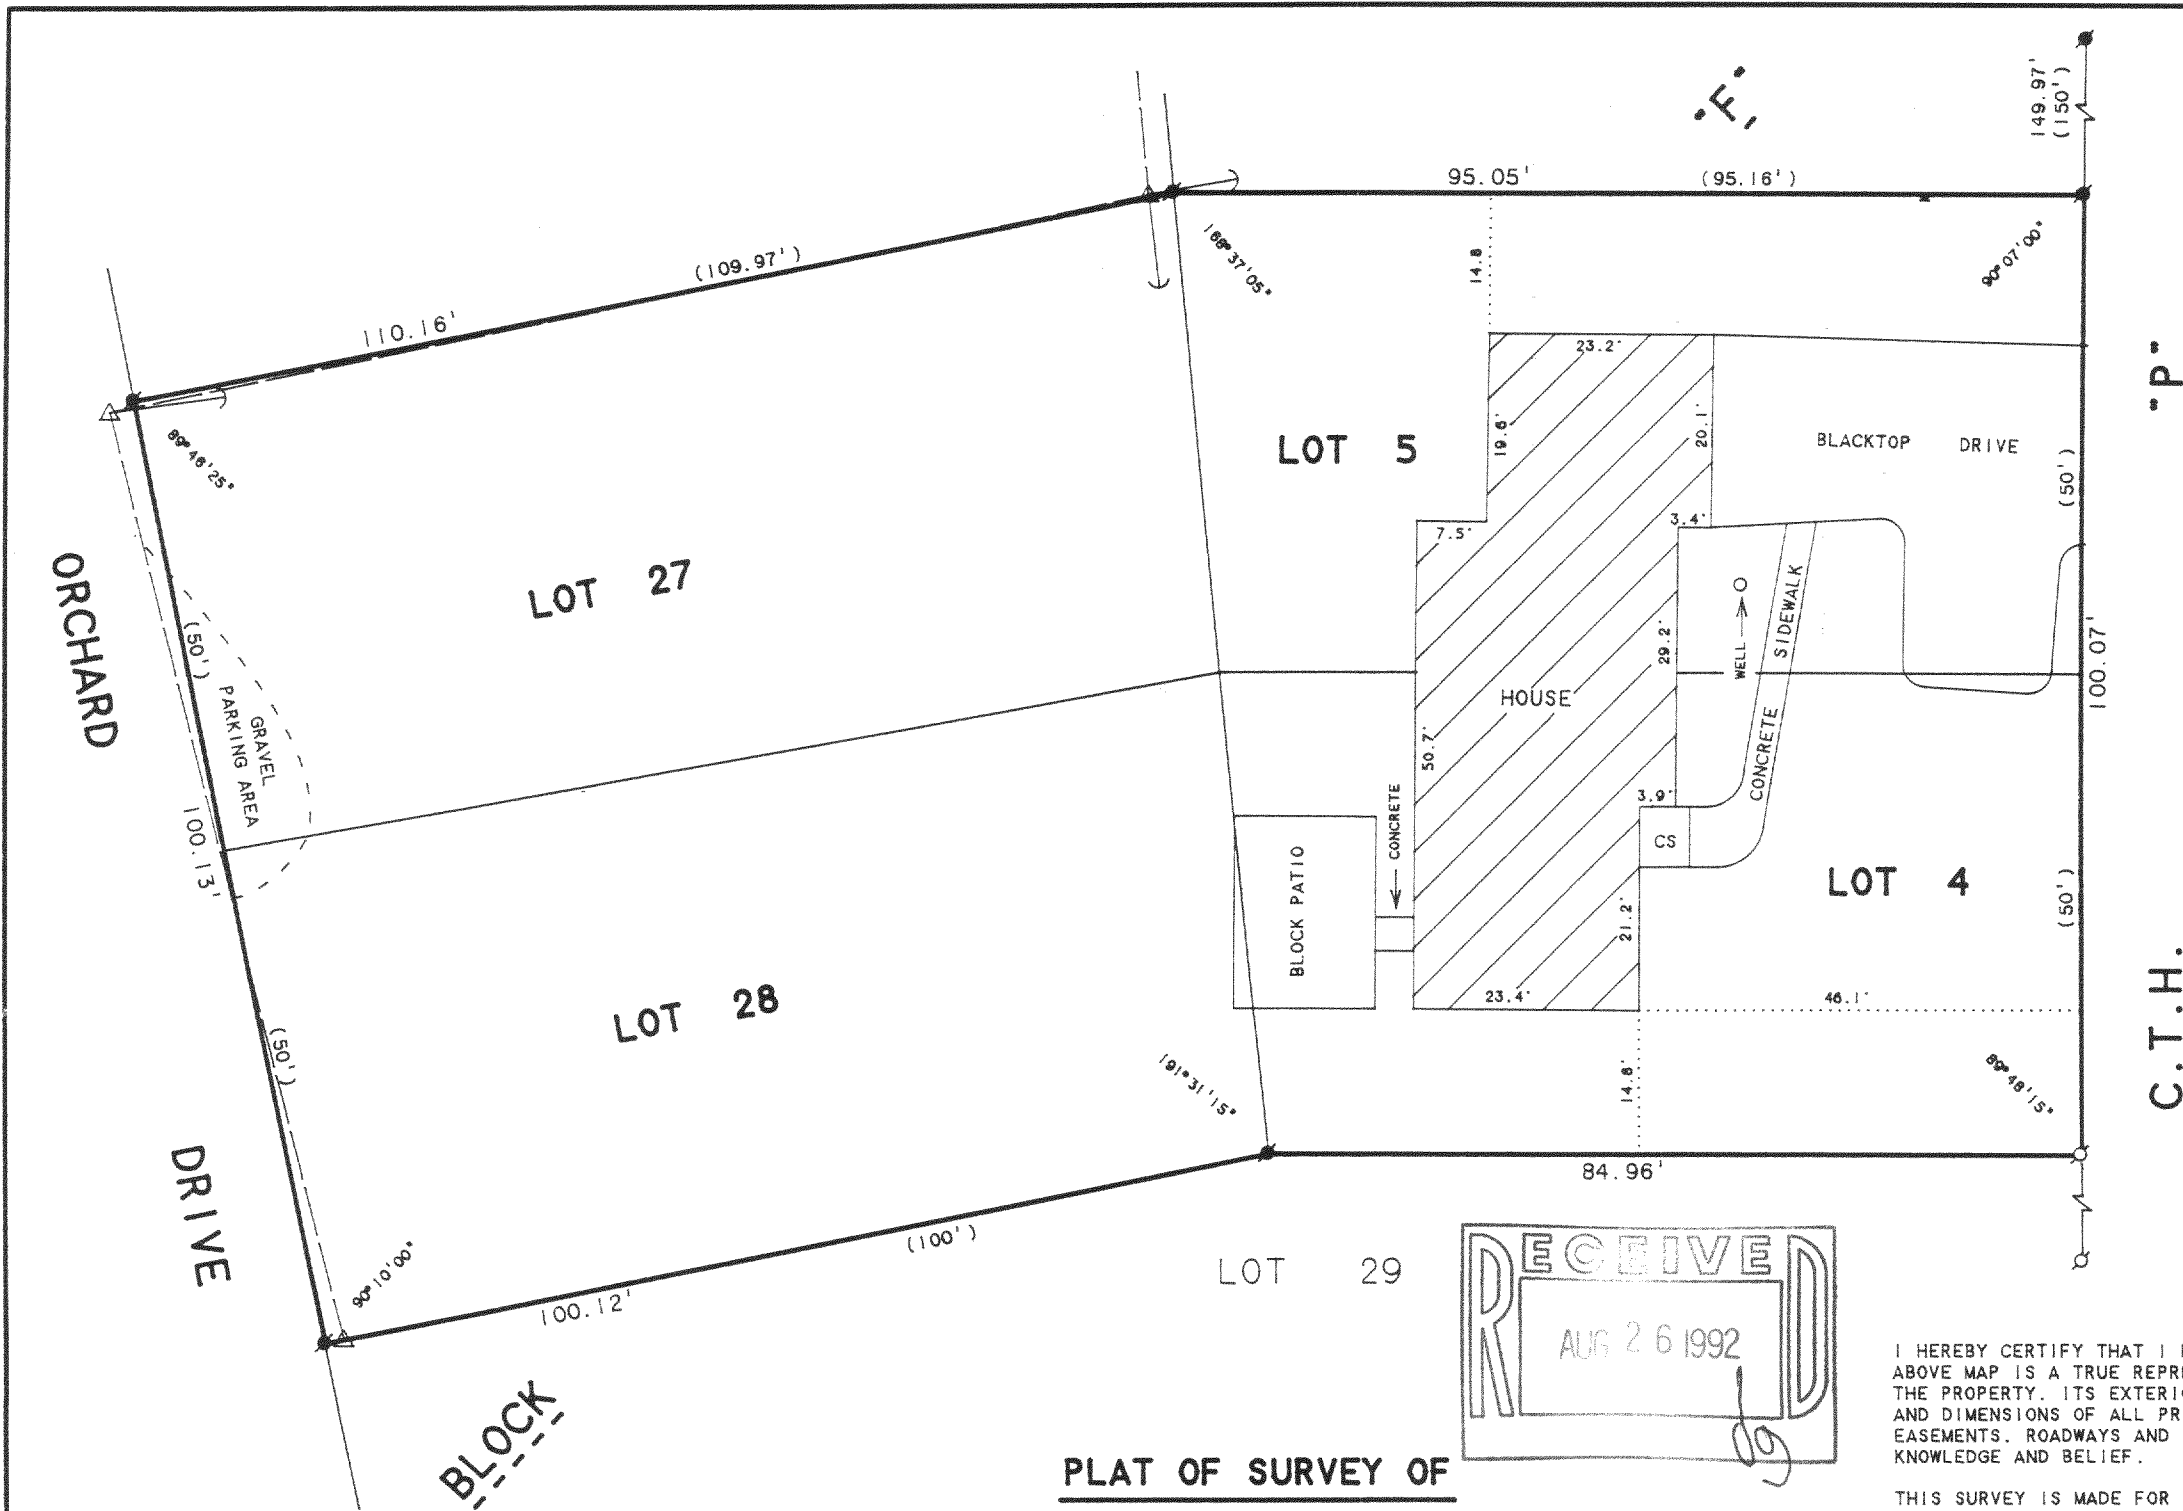 "F"
149.97'
(150')
95.05'
(95.16')
168°37'05"
90°07'00"
14.8
(109.97')
110.16'
89°46'25"
"P"
23.2'
19.6'
20.1'
BLACKTOP DRIVE
(50')
LOT 5
7.5'
3.4'
ORCHARD
LOT 27
(50')
GRAVEL
PARKING AREA
100.13'
29.2'
WELL
CONCRETE SIDEWALK
100.07'
HOUSE
50.7'
3.9'
CONCRETE
CS
BLOCK PATIO
LOT 4
(50')
21.2'
LOT 28
23.4'
46.1'
C.T.H.
(50')
191°31'15"
14.6'
89°48'15"
84.96'
DRIVE
90°10'00"
100.12'
(100')
LOT 29
RECEIVED
AUG 26 1992
BLOCK
PLAT OF SURVEY OF
I HEREBY CERTIFY THAT I
ABOVE MAP IS A TRUE REPR
THE PROPERTY. ITS EXTERI
AND DIMENSIONS OF ALL PR
EASEMENTS. ROADWAYS AND
KNOWLEDGE AND BELIEF.
THIS SURVEY IS MADE FOR